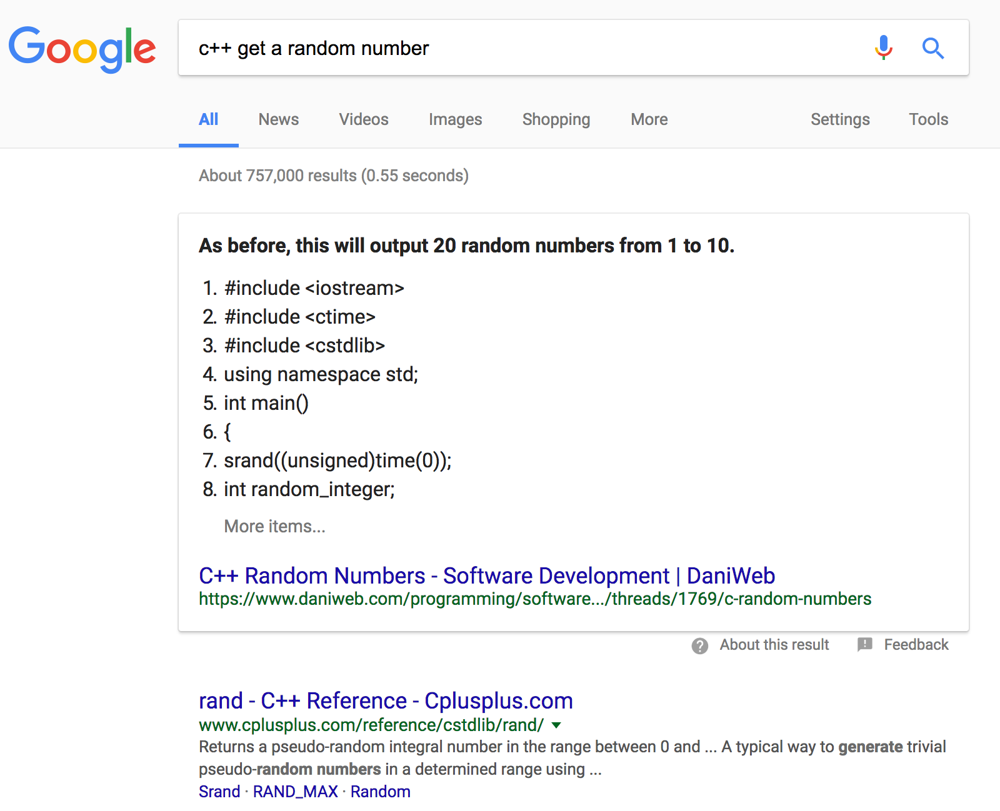 Google
c++ get a random number
All News Videos Images Shopping More Settings Tools
About 757,000 results (0.55 seconds)
As before, this will output 20 random numbers from 1 to 10.
1. #include <iostream>
2. #include <ctime>
3. #include <cstdlib>
4. using namespace std;
5. int main()
6. {
7. srand((unsigned)time(0));
8. int random_integer;
More items...
C++ Random Numbers - Software Development | DaniWeb
https://www.daniweb.com/programming/software.../threads/1769/c-random-numbers
About this result Feedback
rand - C++ Reference - Cplusplus.com
www.cplusplus.com/reference/cstdlib/rand/
Returns a pseudo-random integral number in the range between 0 and ... A typical way to generate trivial
pseudo-random numbers in a determined range using ...
Srand · RAND_MAX · Random